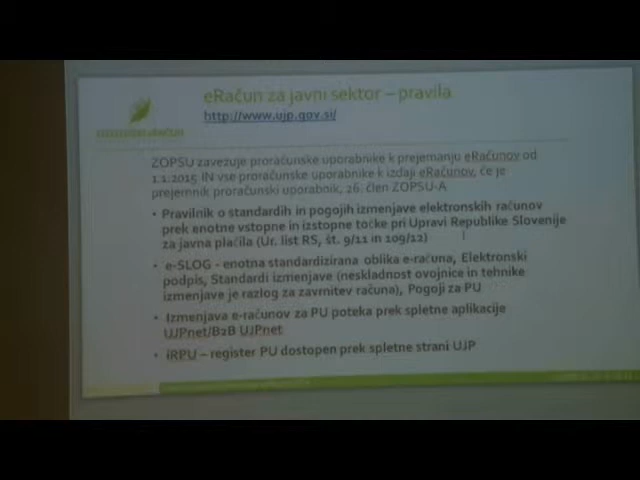 eRačun za javni sektor – pravila
http://www.ujp.gov.si/
ZOPSU zavezuje proračunske uporabnike k prejemanju eRačunov od
1.1.2015 IN vse proračunske uporabnike k izdaji eRačunov, če je
prejemnik proračunski uporabnik, 26. člen ZOPSU-A
• Pravilnik o standardih in pogojih izmenjave elektronskih računov
prek enotne vstopne in izstopne točke pri Upravi Republike Slovenije
za javna plačila (Ur. list RS, št. 9/11 in 109/12)
• e-SLOG - enotna standardizirana oblika e-računa, Elektronski
podpis, Standardi izmenjave (neskladnost ovojnice in tehnike
izmenjave je razlog za zavrnitev računa), Pogoji za PU
• Izmenjava e-računov za PU poteka prek spletne aplikacije
UJPnet/B2B UJPnet
• iRPU – register PU dostopen prek spletne strani UJP